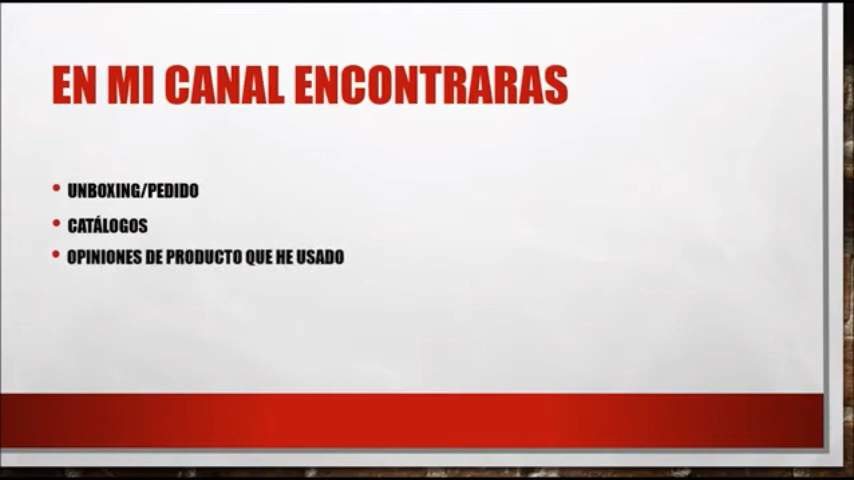 EN MI CANAL ENCONTRARAS
• UNBOXING/PEDIDO
• CATÁLOGOS
• OPINIONES DE PRODUCTO QUE HE USADO